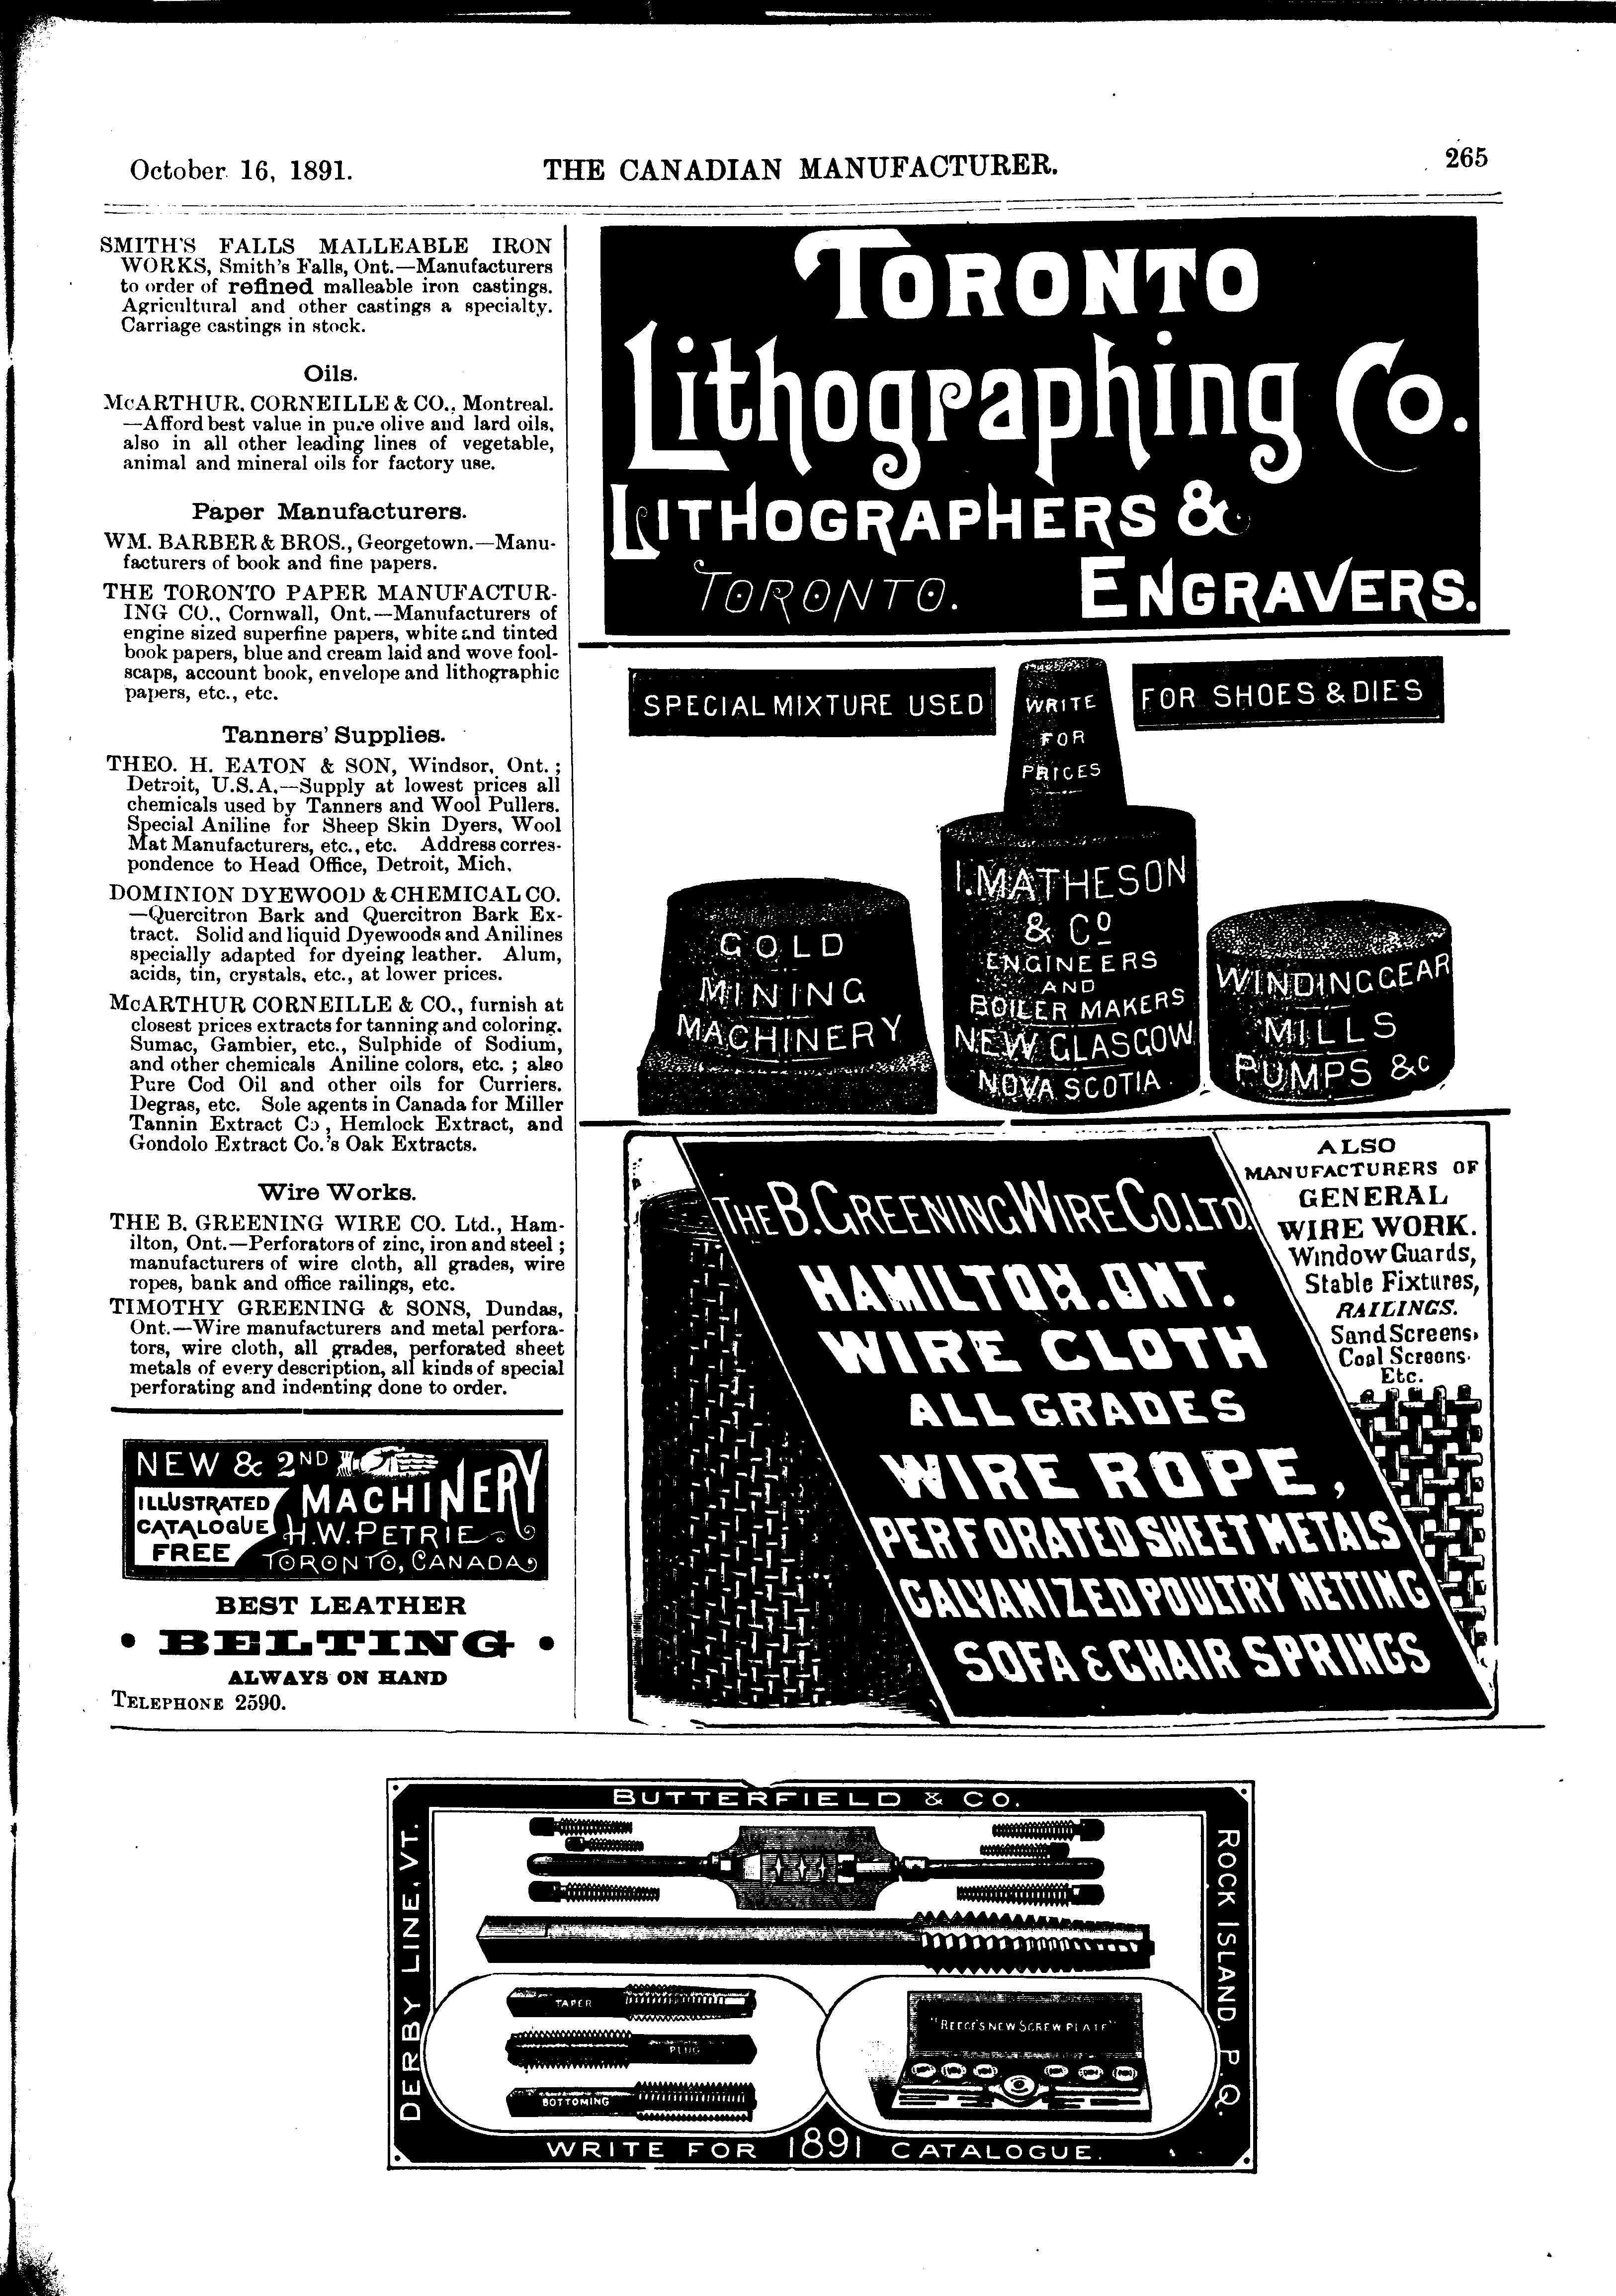 October 16, 1891.
THE CANADIAN MANUFACTURER.
265
SMITH'S FALLS MALLEABLE IRON
WORKS, Smith's Falls, Ont.—Manufacturers
to order of refined malleable iron castings.
Agricultural and other castings a specialty.
Carriage castings in stock.
Oils.
McARTHUR, CORNEILLE & CO., Montreal.
—Afford best value in pure olive and lard oils,
also in all other leading lines of vegetable,
animal and mineral oils for factory use.
Paper Manufacturers.
WM. BARBER & BROS., Georgetown.—Manu-
facturers of book and fine papers.
THE TORONTO PAPER MANUFACTUR-
ING CO., Cornwall, Ont.—Manufacturers of
engine sized superfine papers, white and tinted
book papers, blue and cream laid and wove fool-
scaps, account book, envelope and lithographic
papers, etc., etc.
Tanners' Supplies.
THEO. H. EATON & SON, Windsor, Ont. ;
Detroit, U.S.A.—Supply at lowest prices all
chemicals used by Tanners and Wool Pullers.
Special Aniline for Sheep Skin Dyers, Wool
Mat Manufacturers, etc., etc. Address corres-
pondence to Head Office, Detroit, Mich.
DOMINION DYEWOOD & CHEMICAL CO.
—Quercitron Bark and Quercitron Bark Ex-
tract. Solid and liquid Dyewoods and Anilines
specially adapted for dyeing leather. Alum,
acids, tin, crystals, etc., at lower prices.
McARTHUR CORNEILLE & CO., furnish at
closest prices extracts for tanning and coloring.
Sumac, Gambier, etc., Sulphide of Sodium,
and other chemicals Aniline colors, etc. ; also
Pure Cod Oil and other oils for Curriers.
Degras, etc. Sole agents in Canada for Miller
Tannin Extract Co, Hemlock Extract, and
Gondolo Extract Co.'s Oak Extracts.
Wire Works.
THE B. GREENING WIRE CO. Ltd., Ham-
ilton, Ont.—Perforators of zinc, iron and steel ;
manufacturers of wire cloth, all grades, wire
ropes, bank and office railings, etc.
TIMOTHY GREENING & SONS, Dundas,
Ont.—Wire manufacturers and metal perfora-
tors, wire cloth, all grades, perforated sheet
metals of every description, all kinds of special
perforating and indenting done to order.
NEW & 2ND
MACHINERY
ILLUSTRATED
CATALOGUE
FREE
H.W. PETRIE
TORONTO, CANADA
BEST LEATHER
• BELTING •
ALWAYS ON HAND
TELEPHONE 2590.
TORONTO
Lithographing Co.
LITHOGRAPHERS &
TORONTO. ENGRAVERS.
SPECIAL MIXTURE USED
FOR SHOES & DIES
WRITE
FOR
PRICES
I. MATHESON
& Co
ENGINEERS
AND
BOILER MAKERS
NEW GLASGOW
NOVA SCOTIA.
GOLD
MINING
MACHINERY
WINDING GEAR
MILLS
PUMPS &c
THE B. GREENING WIRE CO. LTD.
HAMILTON. ONT.
WIRE CLOTH
ALL GRADES
WIRE ROPE,
PERFORATED SHEET METALS
GALVANIZED POULTRY NETTING
SOFA & CHAIR SPRINGS
ALSO
MANUFACTURERS OF
GENERAL
WIRE WORK.
Window Guards,
Stable Fixtures,
RAILINGS.
Sand Screens,
Coal Screens.
Etc.
BUTTERFIELD & CO.
DERBY LINE, VT.
ROCK ISLAND. P.Q.
TAPER
PLUG
BOTTOMING
"REECE'S NEW SCREW PLATE"
WRITE FOR 1891 CATALOGUE.